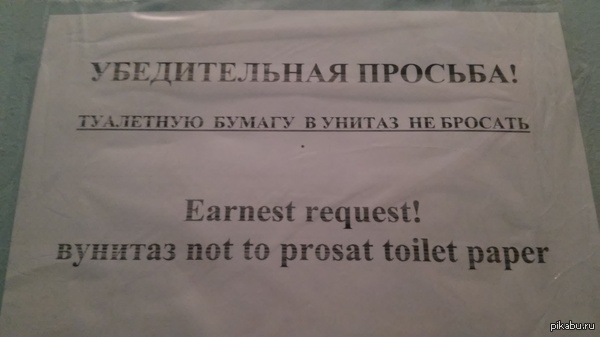 УБЕДИТЕЛЬНАЯ ПРОСЬБА!
ТУАЛЕТНУЮ БУМАГУ В УНИТАЗ НЕ БРОСАТЬ
Earnest request!
вунитаз not to prosat toilet paper
pikabu.ru